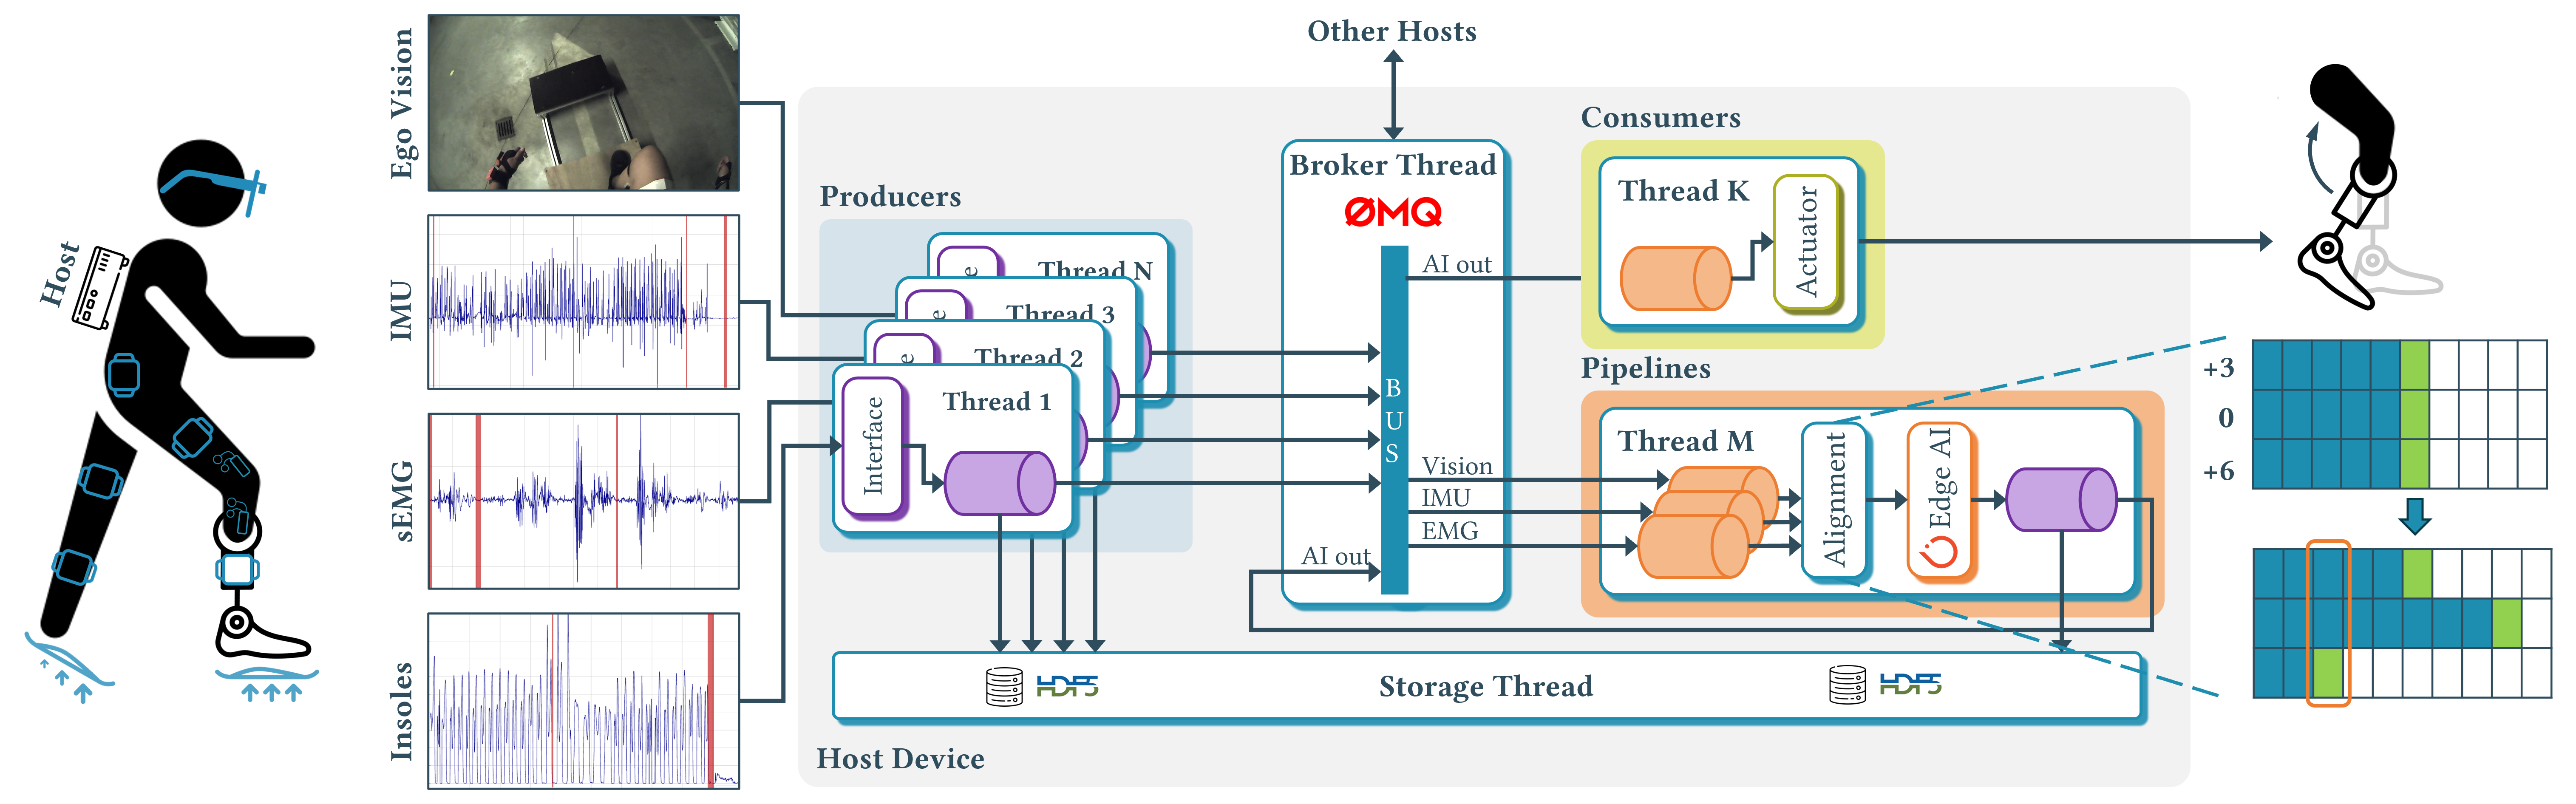 Host
Ego Vision
IMU
sEMG
Insoles
Other Hosts
Producers
Thread N
Thread 3
Thread 2
Thread 1
e
e
e
Interface
Broker Thread
ØMQ
BUS
AI out
Vision
IMU
EMG
AI out
Consumers
Thread K
Actuator
Pipelines
Thread M
Alignment
Edge AI
HDF5
Storage Thread
HDF5
Host Device
+3
0
+6